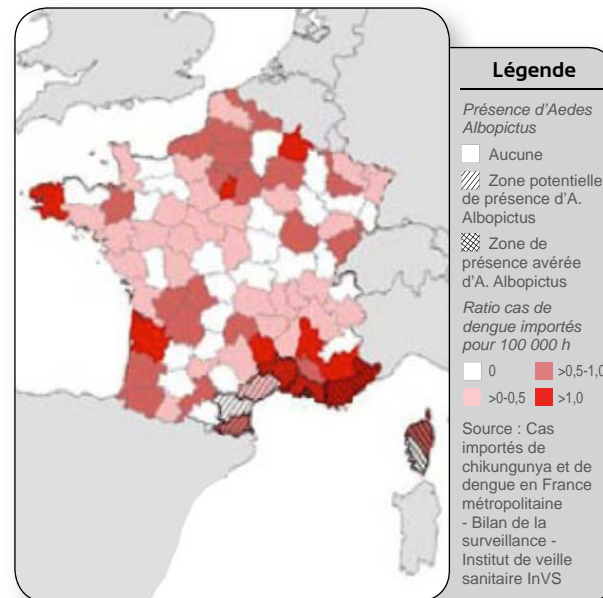 Légende
Présence d'Aedes
Albopictus
Aucune
Zone potentielle
de présence d'A.
Albopictus
Zone de
présence avérée
d'A. Albopictus
Ratio cas de
dengue importés
pour 100 000 h
0 >0,5-1,0
>0-0,5 >1,0
Source : Cas
importés de
chikungunya et de
dengue en France
métropolitaine
- Bilan de la
surveillance -
Institut de veille
sanitaire InVS